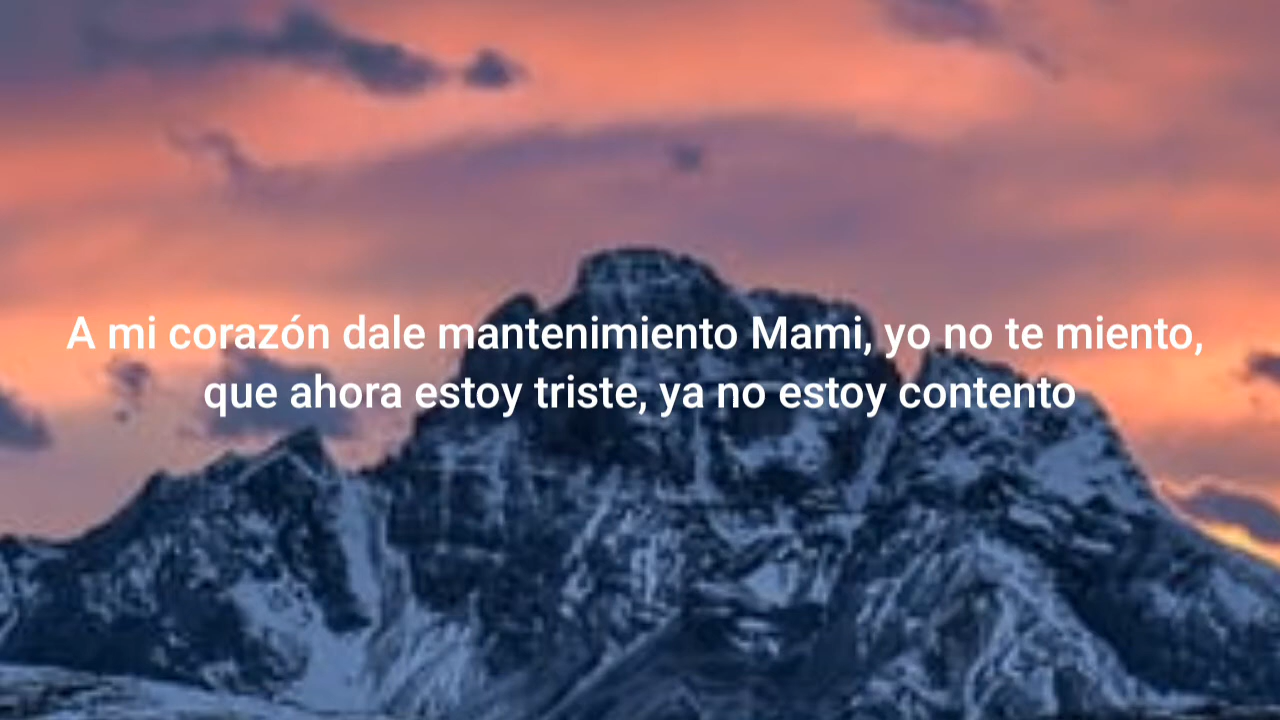 A mi corazón dale mantenimiento Mami, yo no te miento,
que ahora estoy triste, ya no estoy contento